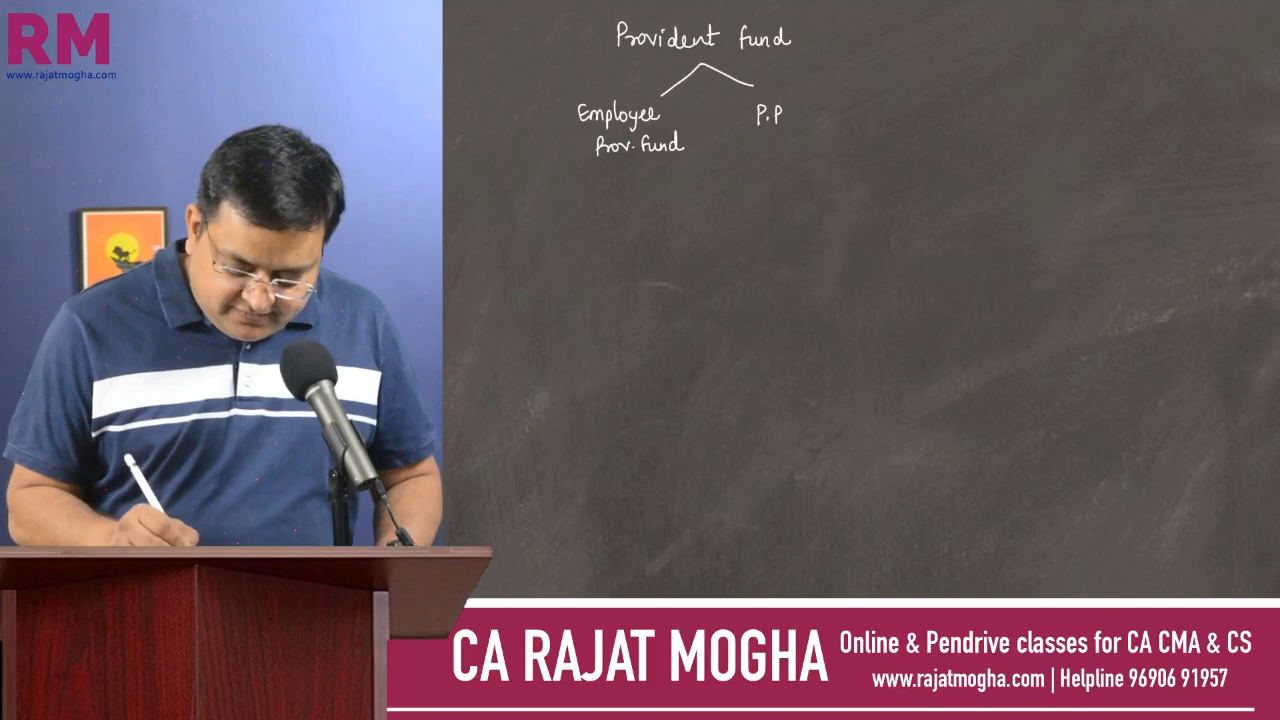 RM
www.rajatmogha.com
Provident fund
Employee P.P
Prov. fund
CA RAJAT MOGHA
Online & Pendrive classes for CA CMA & CS
www.rajatmogha.com | Helpline 96906 91957